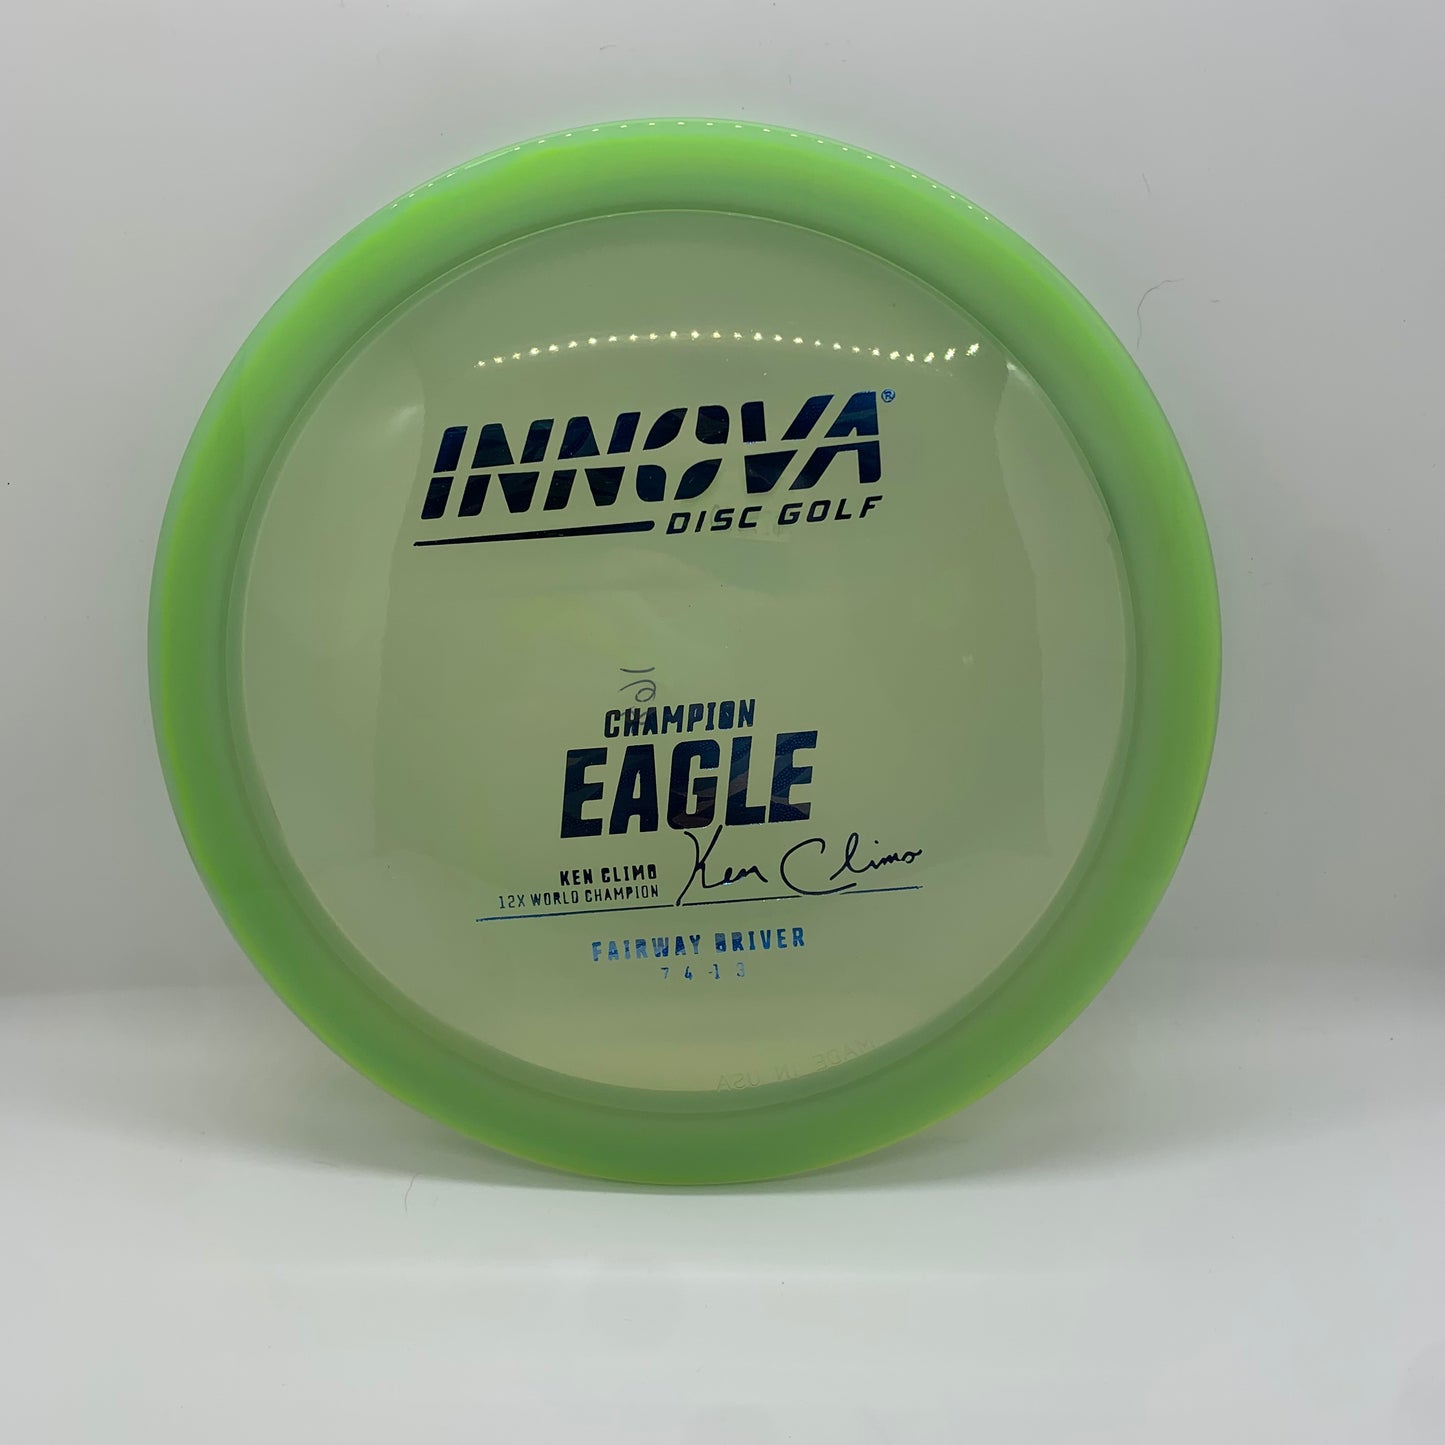 INNOVA®
DISC GOLF
CHAMPION
EAGLE
KEN CLIMO
12X WORLD CHAMPION
Ken Climo
FAIRWAY DRIVER
7 4 -1 3
MADE IN USA